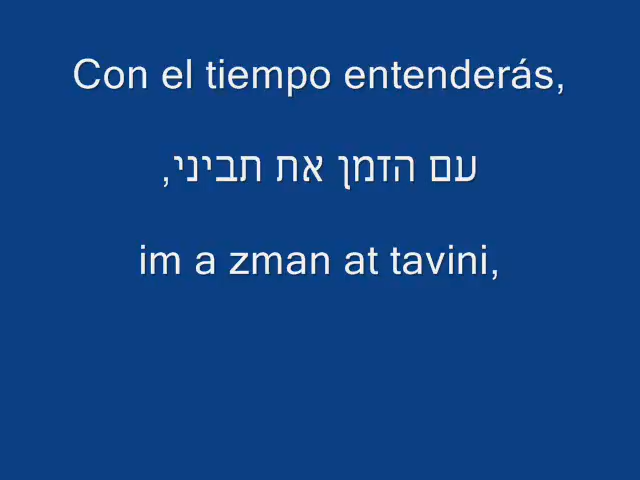 Con el tiempo entenderás,
עם הזמן את תביני,
im a zman at tavini,